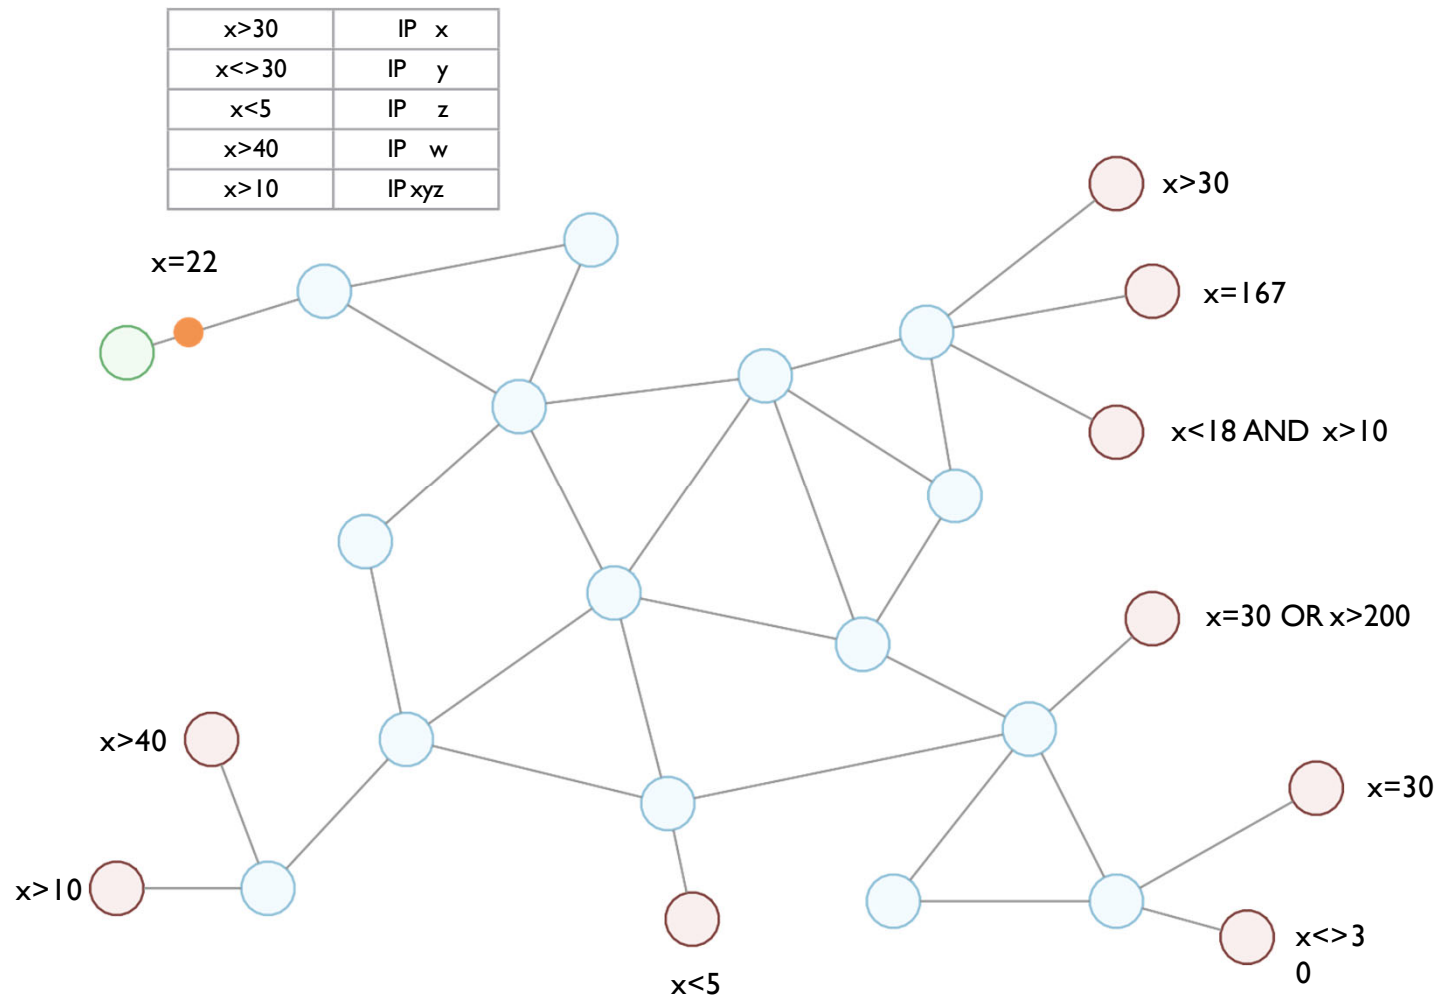 x>30 IP x
x<>30 IP y
x<5 IP z
x>40 IP w
x>10 IP xyz
x>30
x=22
x=167
x<18 AND x>10
x=30 OR x>200
x>40
x=30
x>10
x<>3
0
x<5